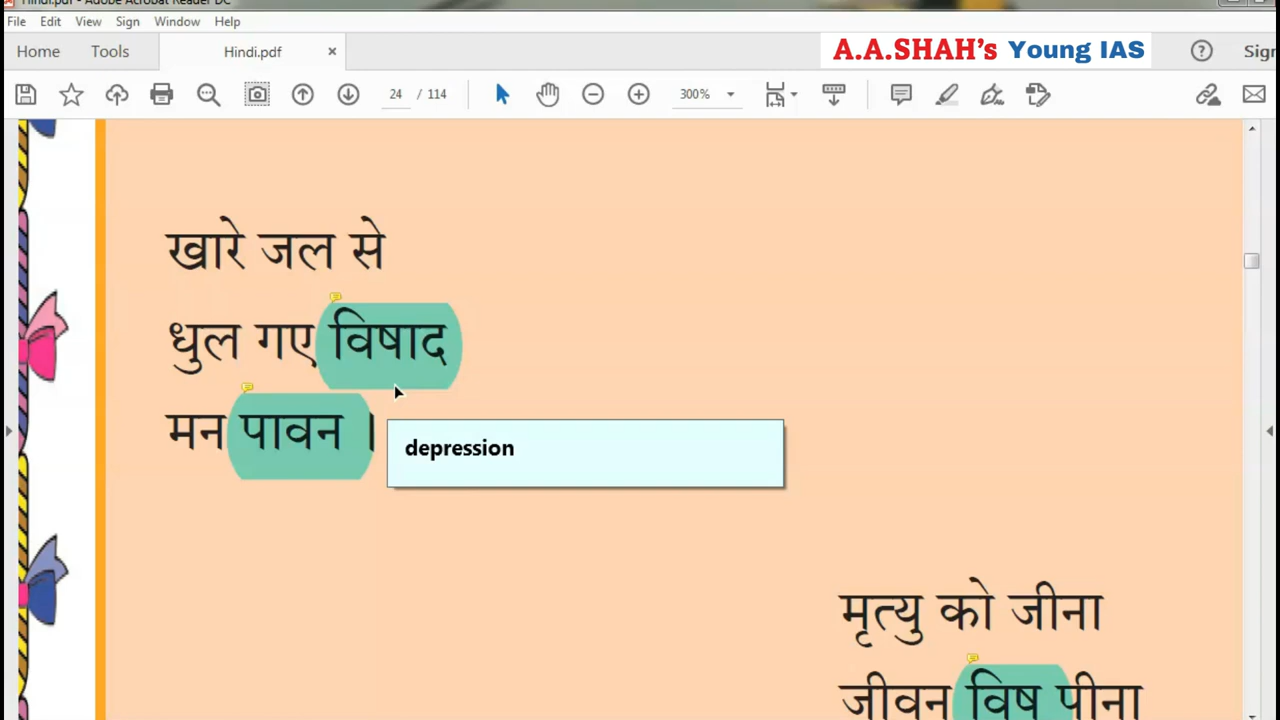 Hindi.pdf - Adobe Acrobat Reader DC
File Edit View Sign Window Help
Home Tools Hindi.pdf ×
A.A.SHAH's Young IAS
Sign
24 / 114
300%
खारे जल से
धुल गए विषाद
मन पावन ।
depression
मृत्यु को जीना
जीवन विष पीना